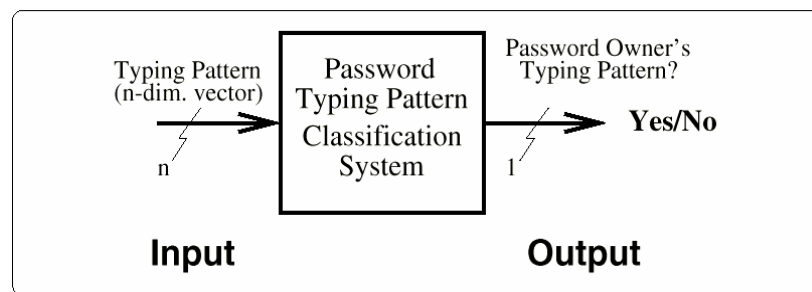 Typing Pattern
(n-dim. vector)
n
Password
Typing Pattern
Classification
System
Password Owner's
Typing Pattern?
Yes/No
1
Input
Output